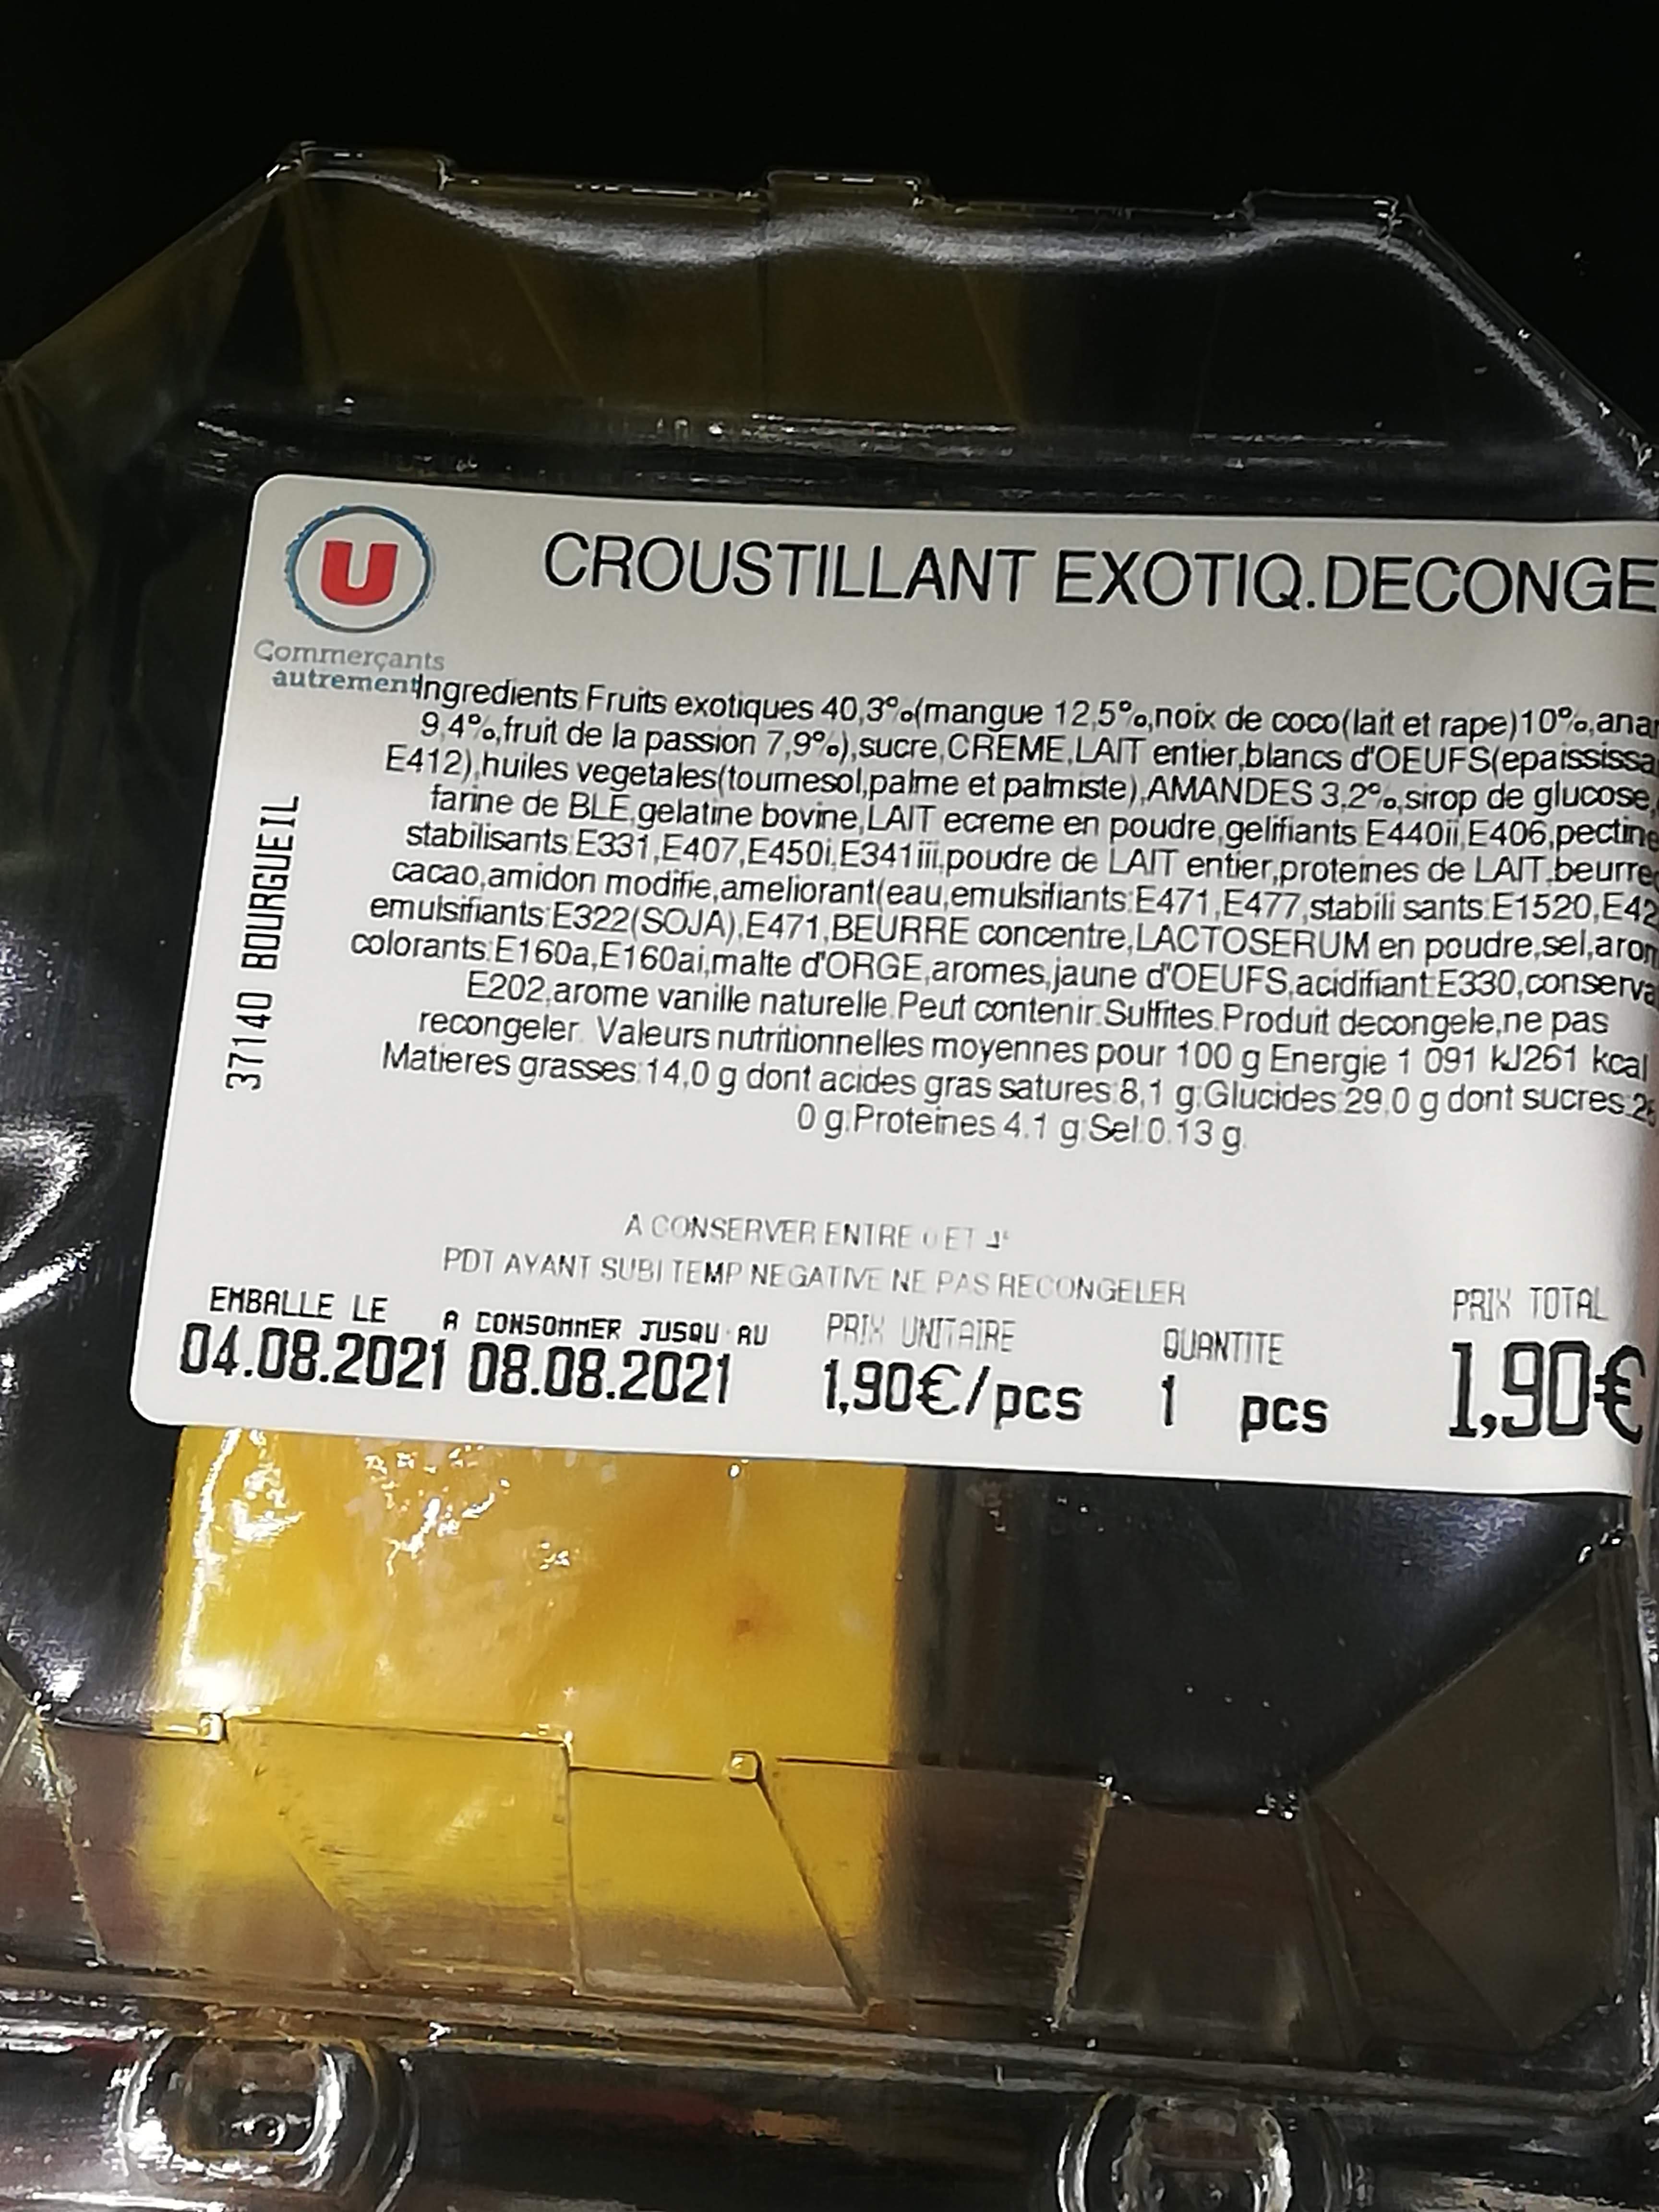 U
CROUSTILLANT EXOTIQ.DECONGE
Commerçants
autrement
Ingredients Fruits exotiques 40,3%(mangue 12,5%,noix de coco(lait et rape)10%,anan
9,4%,fruit de la passion 7,9%),sucre,CREME,LAIT entier,blancs d'OEUFS(epaississa
E412),huiles vegetales(tournesol,palme et palmiste),AMANDES 3,2%,sirop de glucose,
farine de BLE,gelatine bovine,LAIT ecreme en poudre,gelifiants:E440ii,E406,pectine
stabilisants:E331,E407,E450i,E341iii,poudre de LAIT entier,proteines de LAIT,beurre
cacao,amidon modifie,ameliorant(eau,emulsifiants:E471,E477,stabili sants:E1520,E42
emulsifiants:E322(SOJA),E471,BEURRE concentre,LACTOSERUM en poudre,sel,arom
colorants:E160a,E160ai,malte d'ORGE,aromes,jaune d'OEUFS,acidifiant:E330,conserva
E202,arome vanille naturelle.Peut contenir:Sulfites.Produit decongele,ne pas
recongeler. Valeurs nutritionnelles moyennes pour 100 g Energie 1 091 kJ261 kcal
Matieres grasses:14,0 g dont acides gras satures:8,1 g:Glucides:29,0 g dont sucres:
0 g.Proteines 4.1 g:Sel:0.13 g.
37140 BOURGUEIL
A CONSERVER ENTRE 0 ET
PDT AYANT SUBI TEMP NEGATIVE NE PAS RECONGELER
EMBALLE LE A CONSOMMER JUSQU'AU PRIX UNITAIRE QUANTITE PRIX TOTAL
04.08.2021 08.08.2021 1,90€/pcs 1 pcs 1,90€